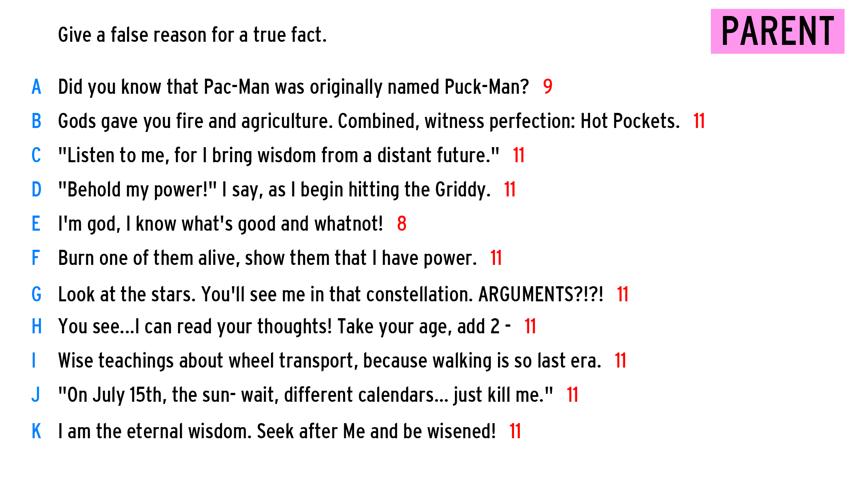 Give a false reason for a true fact.
PARENT
A Did you know that Pac-Man was originally named Puck-Man? 9
B Gods gave you fire and agriculture. Combined, witness perfection: Hot Pockets. 11
C "Listen to me, for I bring wisdom from a distant future." 11
D "Behold my power!" I say, as I begin hitting the Griddy. 11
E I'm god, I know what's good and whatnot! 8
F Burn one of them alive, show them that I have power. 11
G Look at the stars. You'll see me in that constellation. ARGUMENTS?!?! 11
H You see...I can read your thoughts! Take your age, add 2 - 11
I Wise teachings about wheel transport, because walking is so last era. 11
J "On July 15th, the sun- wait, different calendars... just kill me." 11
K I am the eternal wisdom. Seek after Me and be wisened! 11